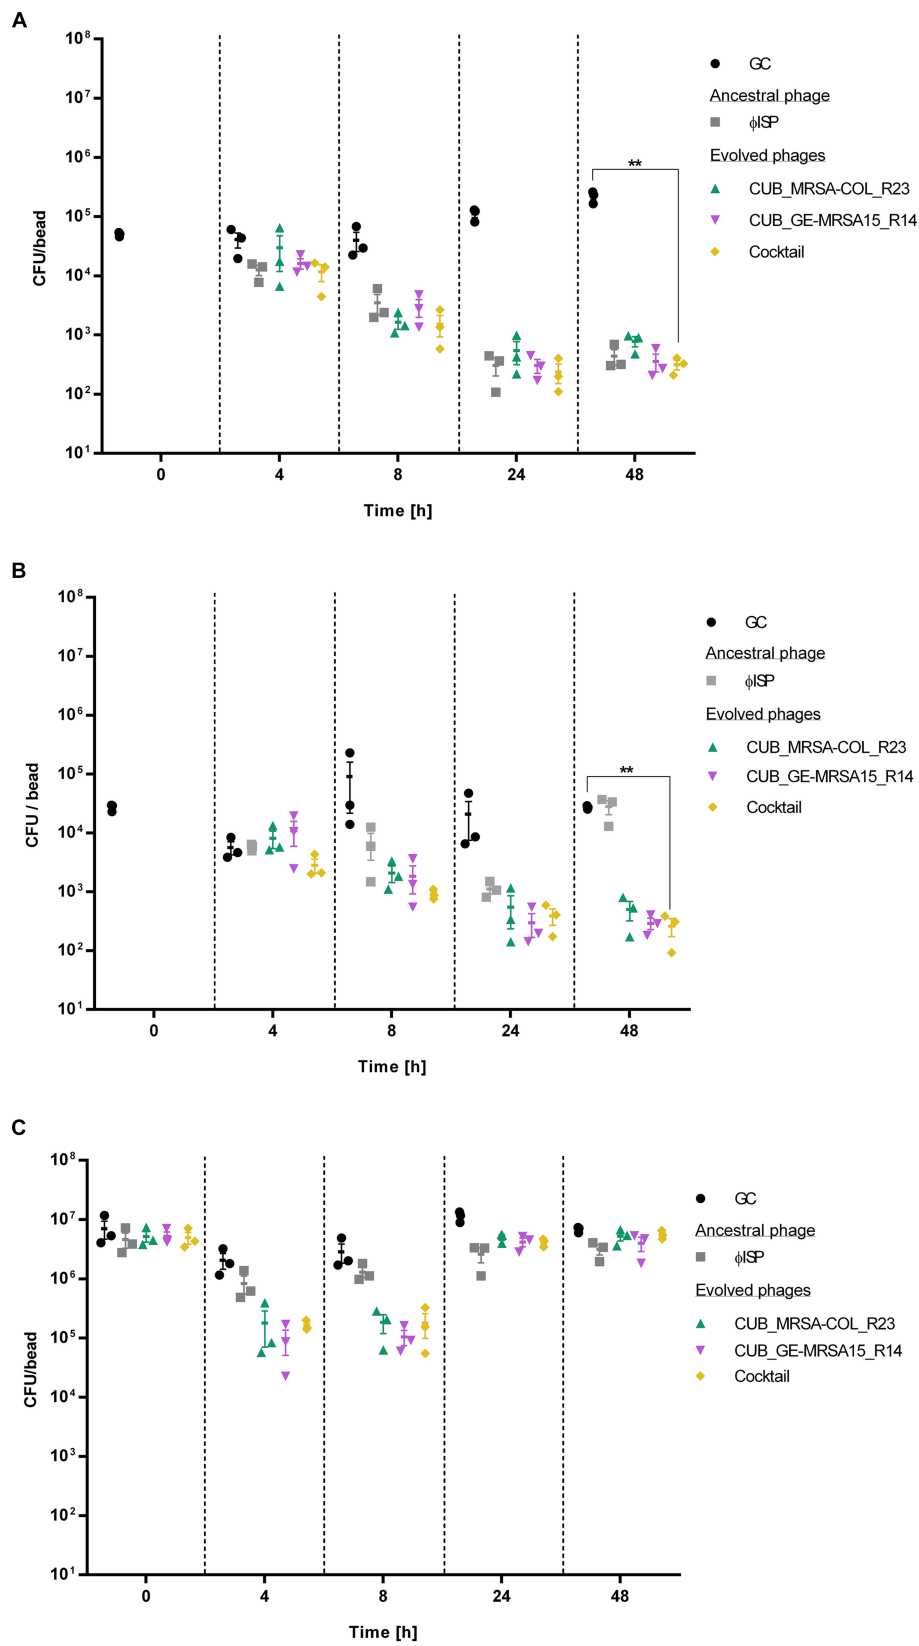 A
10⁸
10⁷
10⁶
10⁵
10⁴
10³
10²
10¹
CFU/bead
0
4
8
24
48
Time [h]
**
GC
Ancestral phage
ϕISP
Evolved phages
CUB_MRSA-COL_R23
CUB_GE-MRSA15_R14
Cocktail
B
10⁸
10⁷
10⁶
10⁵
10⁴
10³
10²
10¹
CFU / bead
0
4
8
24
48
Time [h]
**
GC
Ancestral phage
ϕISP
Evolved phages
CUB_MRSA-COL_R23
CUB_GE-MRSA15_R14
Cocktail
C
10⁸
10⁷
10⁶
10⁵
10⁴
10³
10²
10¹
CFU/bead
0
4
8
24
48
Time [h]
GC
Ancestral phage
ϕISP
Evolved phages
CUB_MRSA-COL_R23
CUB_GE-MRSA15_R14
Cocktail